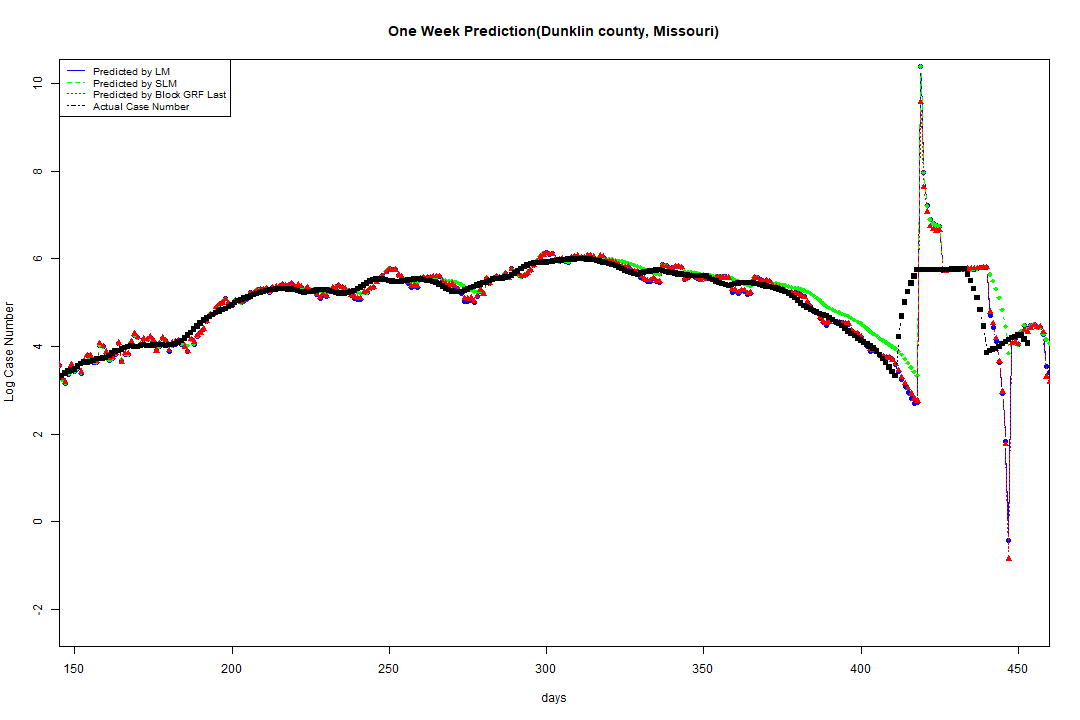 One Week Prediction(Dunklin county, Missouri)
Predicted by LM
Predicted by SLM
Predicted by Block GRF Last
Actual Case Number
10
8
6
4
2
0
-2
Log Case Number
150 200 250 300 350 400 450
days